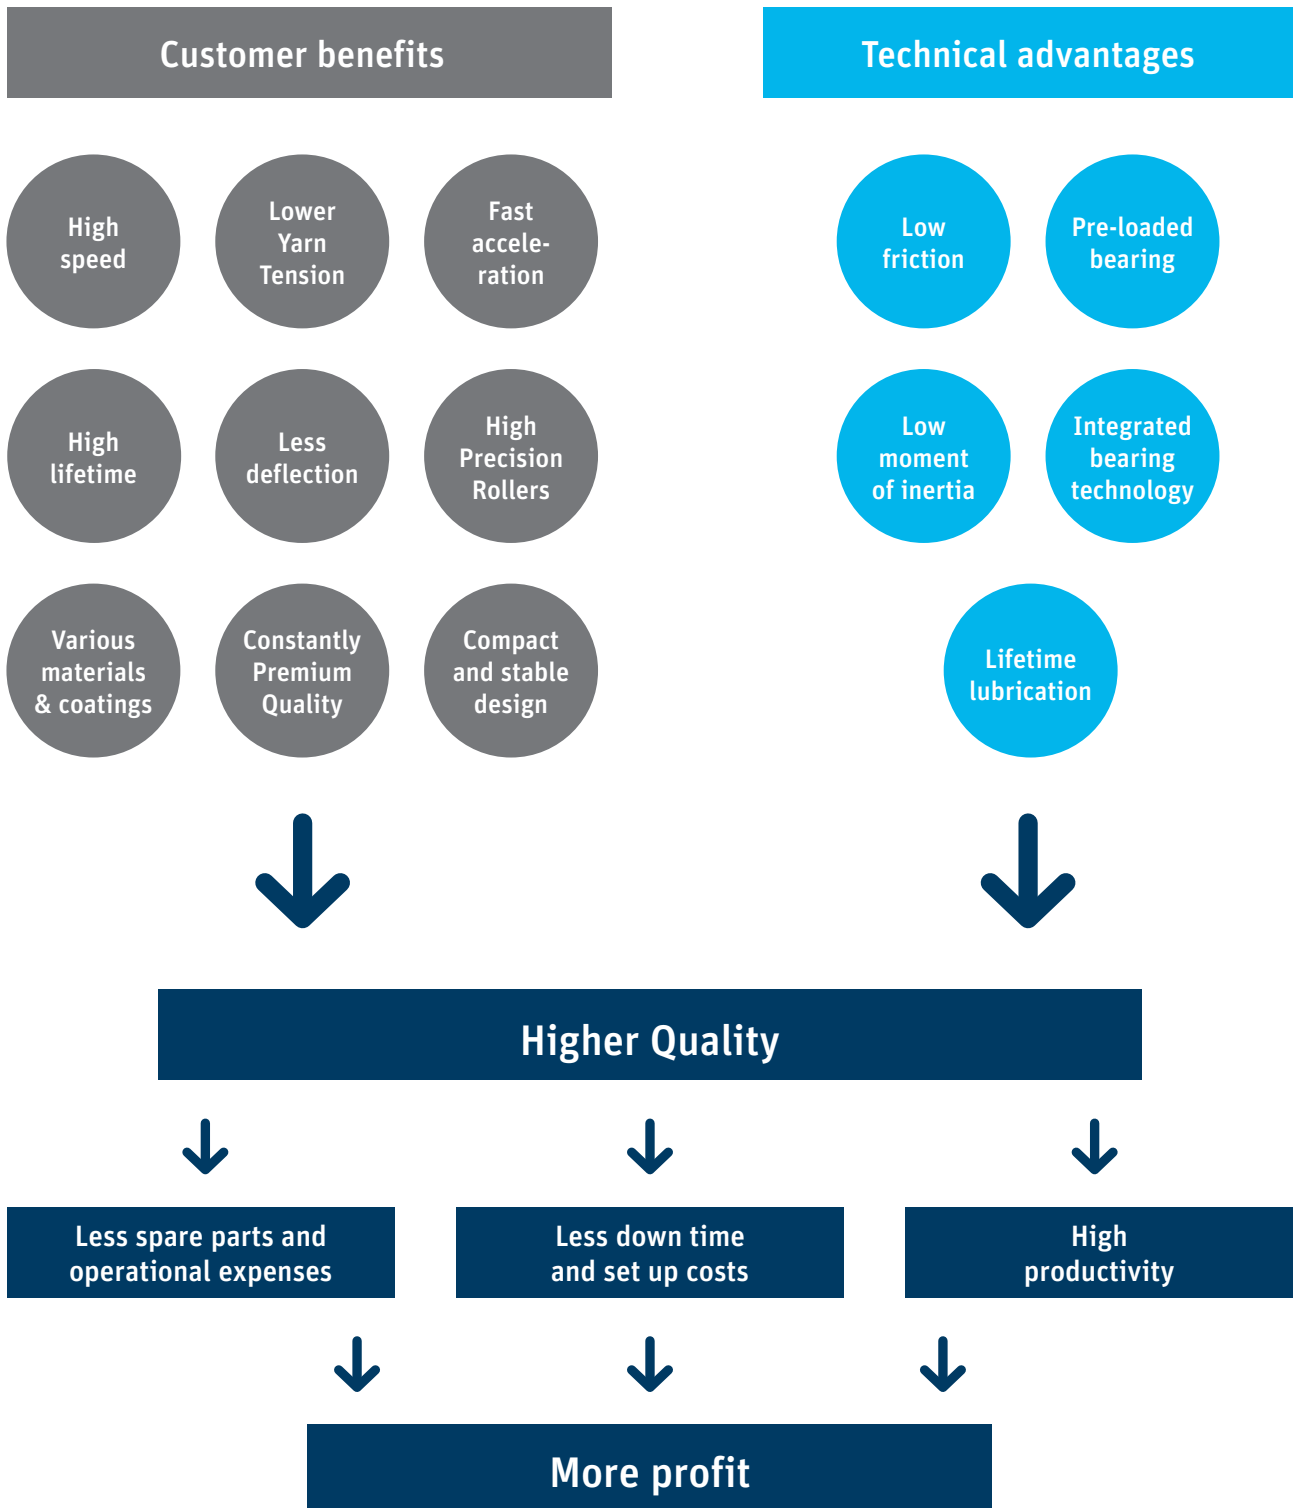 Customer benefits
Technical advantages
High
speed
Lower
Yarn
Tension
Fast
accele-
ration
Low
friction
Pre-loaded
bearing
High
lifetime
Less
deflection
High
Precision
Rollers
Low
moment
of inertia
Integrated
bearing
technology
Various
materials
& coatings
Constantly
Premium
Quality
Compact
and stable
design
Lifetime
lubrication
Higher Quality
Less spare parts and
operational expenses
Less down time
and set up costs
High
productivity
More profit